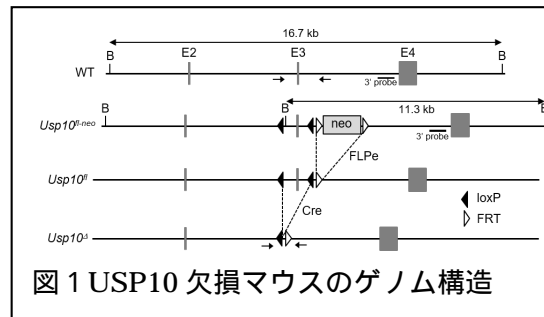 16.7 kb
B E2 E3 E4 B
WT
3' probe
B B 11.3 kb B
Usp10fl-neo neo
3' probe
FLPe
Usp10fl
loxP
Cre
FRT
Usp10Δ
図1 USP10 欠損マウスのゲノム構造